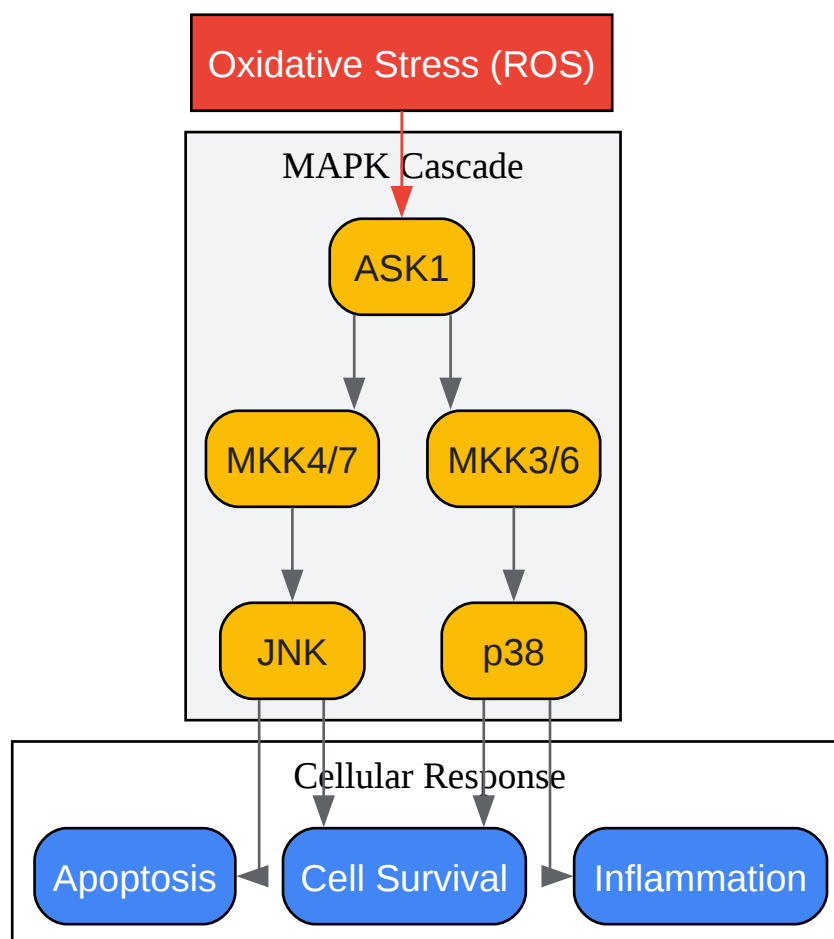 Oxidative Stress (ROS)
MAPK Cascade
ASK1
MKK4/7
MKK3/6
JNK
p38
Cellular Response
Apoptosis
Cell Survival
Inflammation